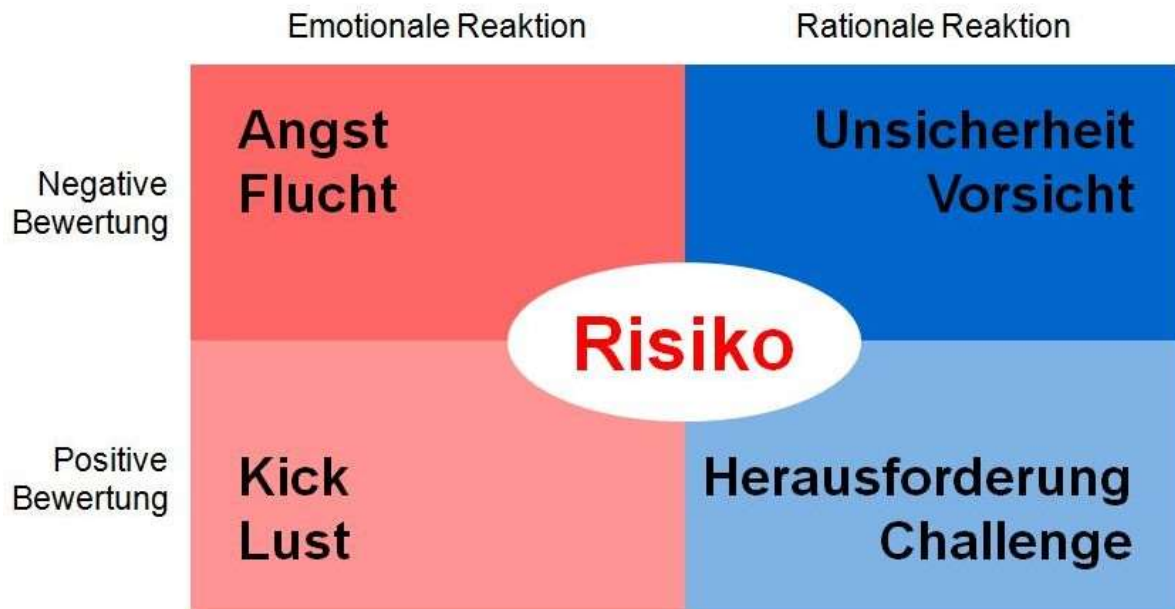 Emotionale Reaktion
Rationale Reaktion
Negative
Bewertung
Angst
Flucht
Unsicherheit
Vorsicht
Risiko
Positive
Bewertung
Kick
Lust
Herausforderung
Challenge